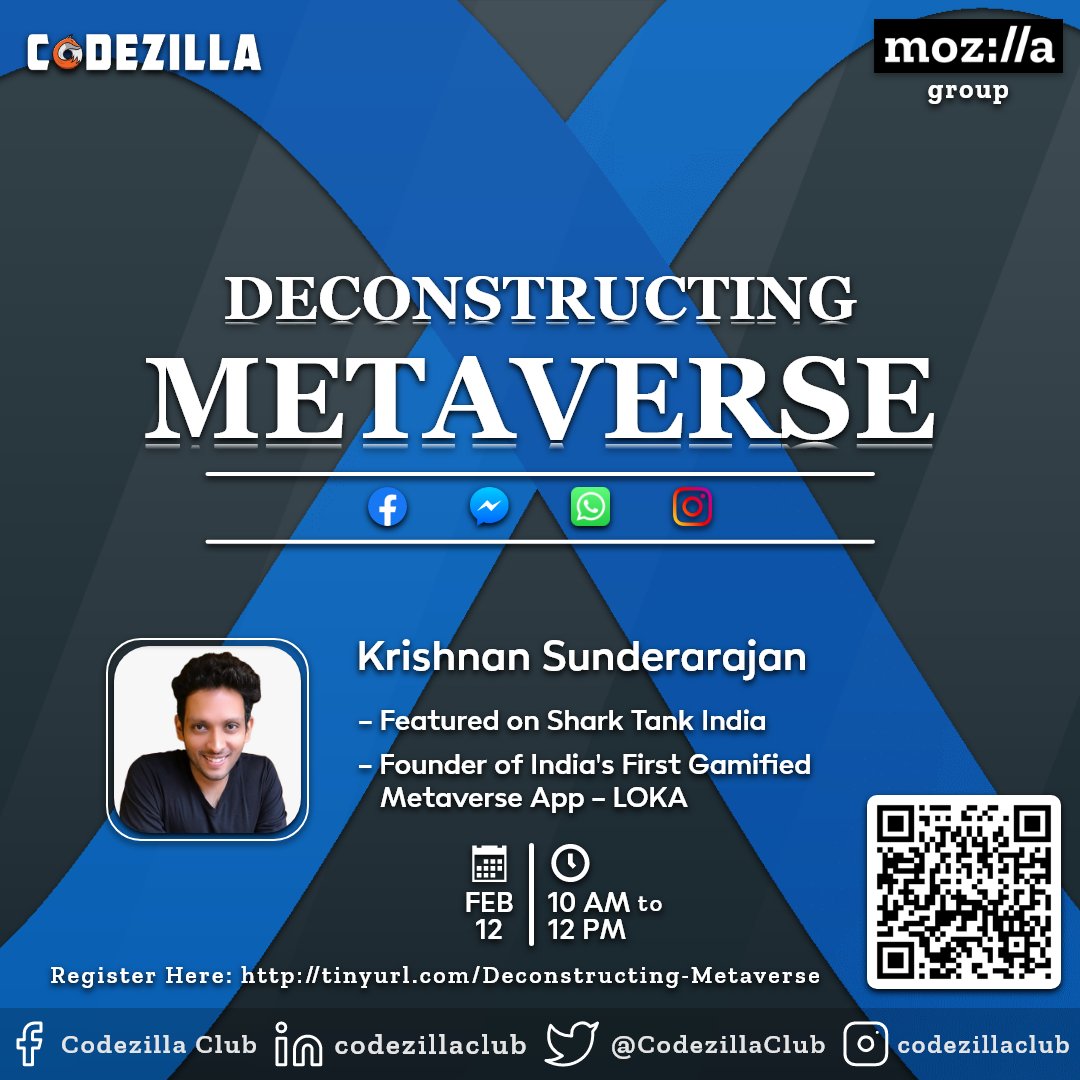 CODEZILLA
moz://a
group
DECONSTRUCTING
METAVERSE
Krishnan Sunderarajan
– Featured on Shark Tank India
– Founder of India's First Gamified
Metaverse App – LOKA
FEB
12
10 AM to
12 PM
Register Here: http://tinyurl.com/Deconstructing-Metaverse
Codezilla Club
codezillaclub
@CodezillaClub
codezillaclub